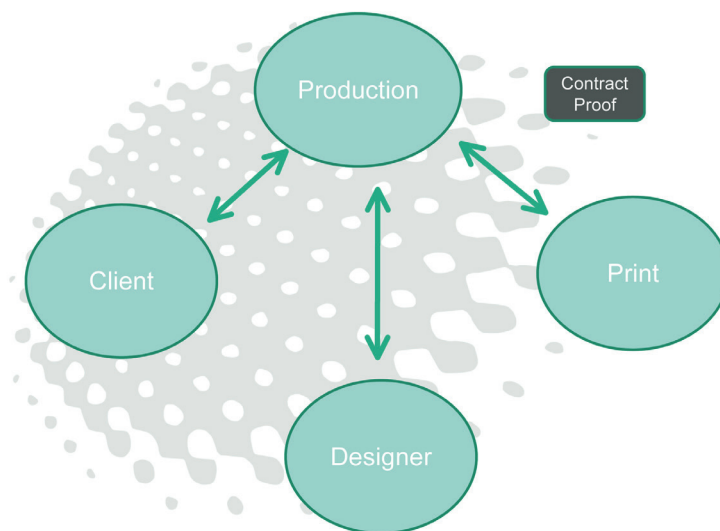 Production
Contract
Proof
Client
Print
Designer